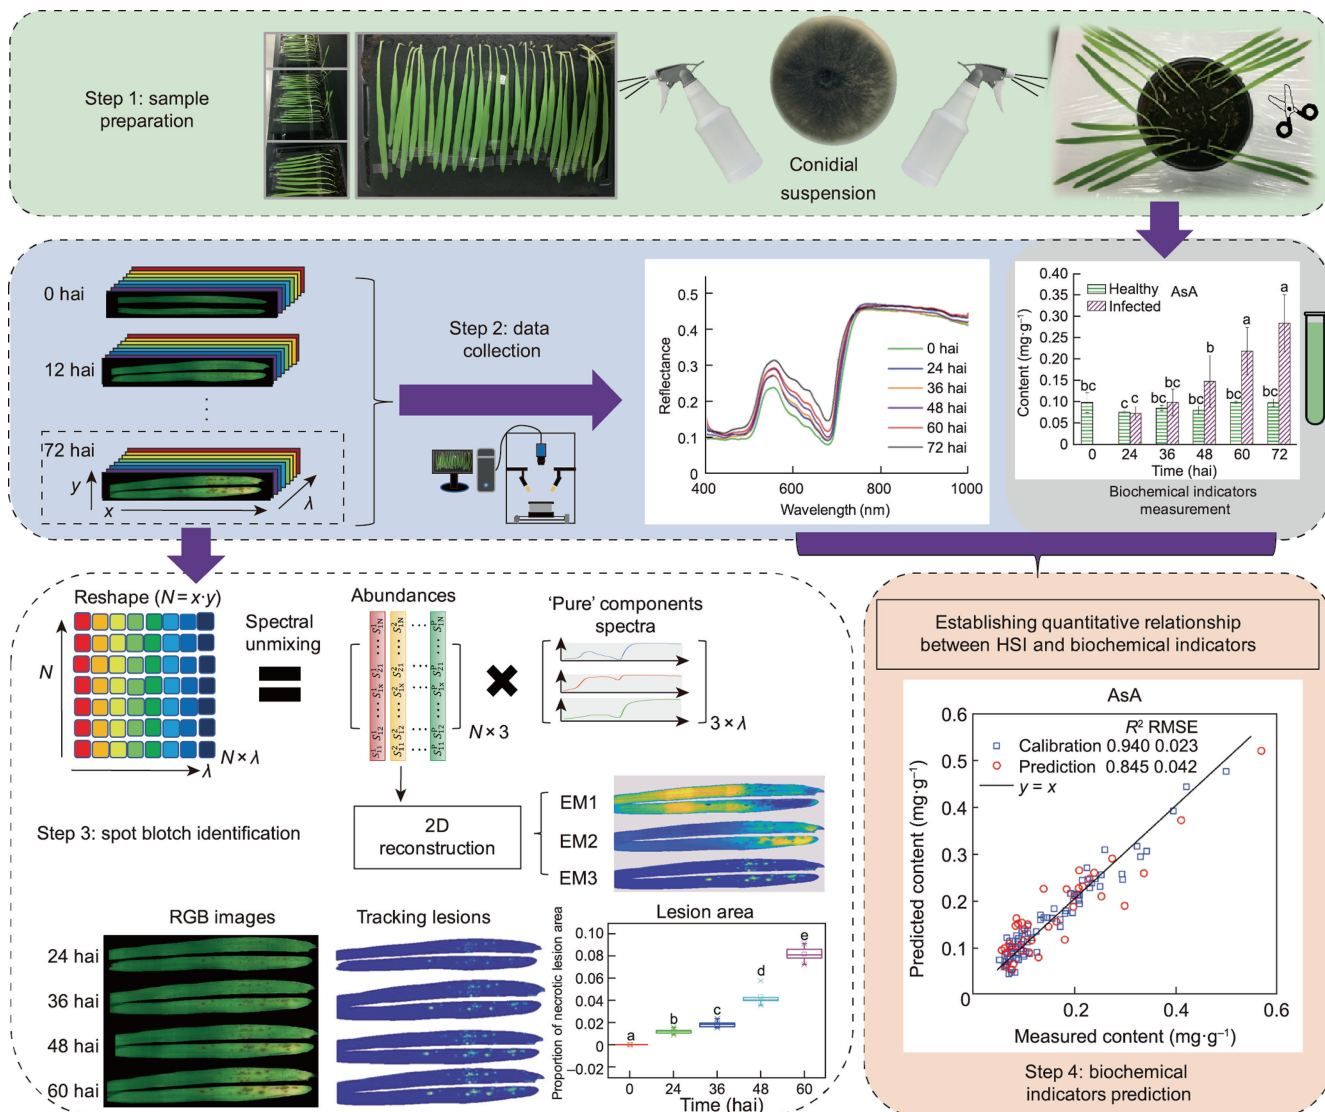 Step 1: sample
preparation
Conidial
suspension
0 hai
12 hai
72 hai
y
x
λ
Step 2: data
collection
Reflectance
0.5
0.4
0.3
0.2
0.1
0
400
600
800
1000
Wavelength (nm)
0 hai
24 hai
36 hai
48 hai
60 hai
72 hai
Content (mg·g⁻¹)
0.40
0.35
0.30
0.25
0.20
0.15
0.10
0.05
0
Healthy
Infected
AsA
bc
c
c
bc
bc
bc
b
bc
a
bc
a
0
24
36
48
60
72
Time (hai)
Biochemical indicators
measurement
Reshape (N = x·y)
N
λ
N × λ
Spectral
unmixing
Abundances
N × 3
'Pure' components
spectra
3 × λ
2D
reconstruction
EM1
EM2
EM3
Step 3: spot blotch identification
RGB images
24 hai
36 hai
48 hai
60 hai
Tracking lesions
Lesion area
Proportion of necrotic lesion area
0.10
0.08
0.06
0.04
0.02
0
–0.02
a
b
c
d
e
0
24
36
48
60
Time (hai)
Establishing quantitative relationship
between HSI and biochemical indicators
AsA
R² RMSE
Calibration 0.940 0.023
Prediction 0.845 0.042
y = x
Predicted content (mg·g⁻¹)
0.6
0.5
0.4
0.3
0.2
0.1
0
0.2
0.4
0.6
Measured content (mg·g⁻¹)
Step 4: biochemical
indicators prediction